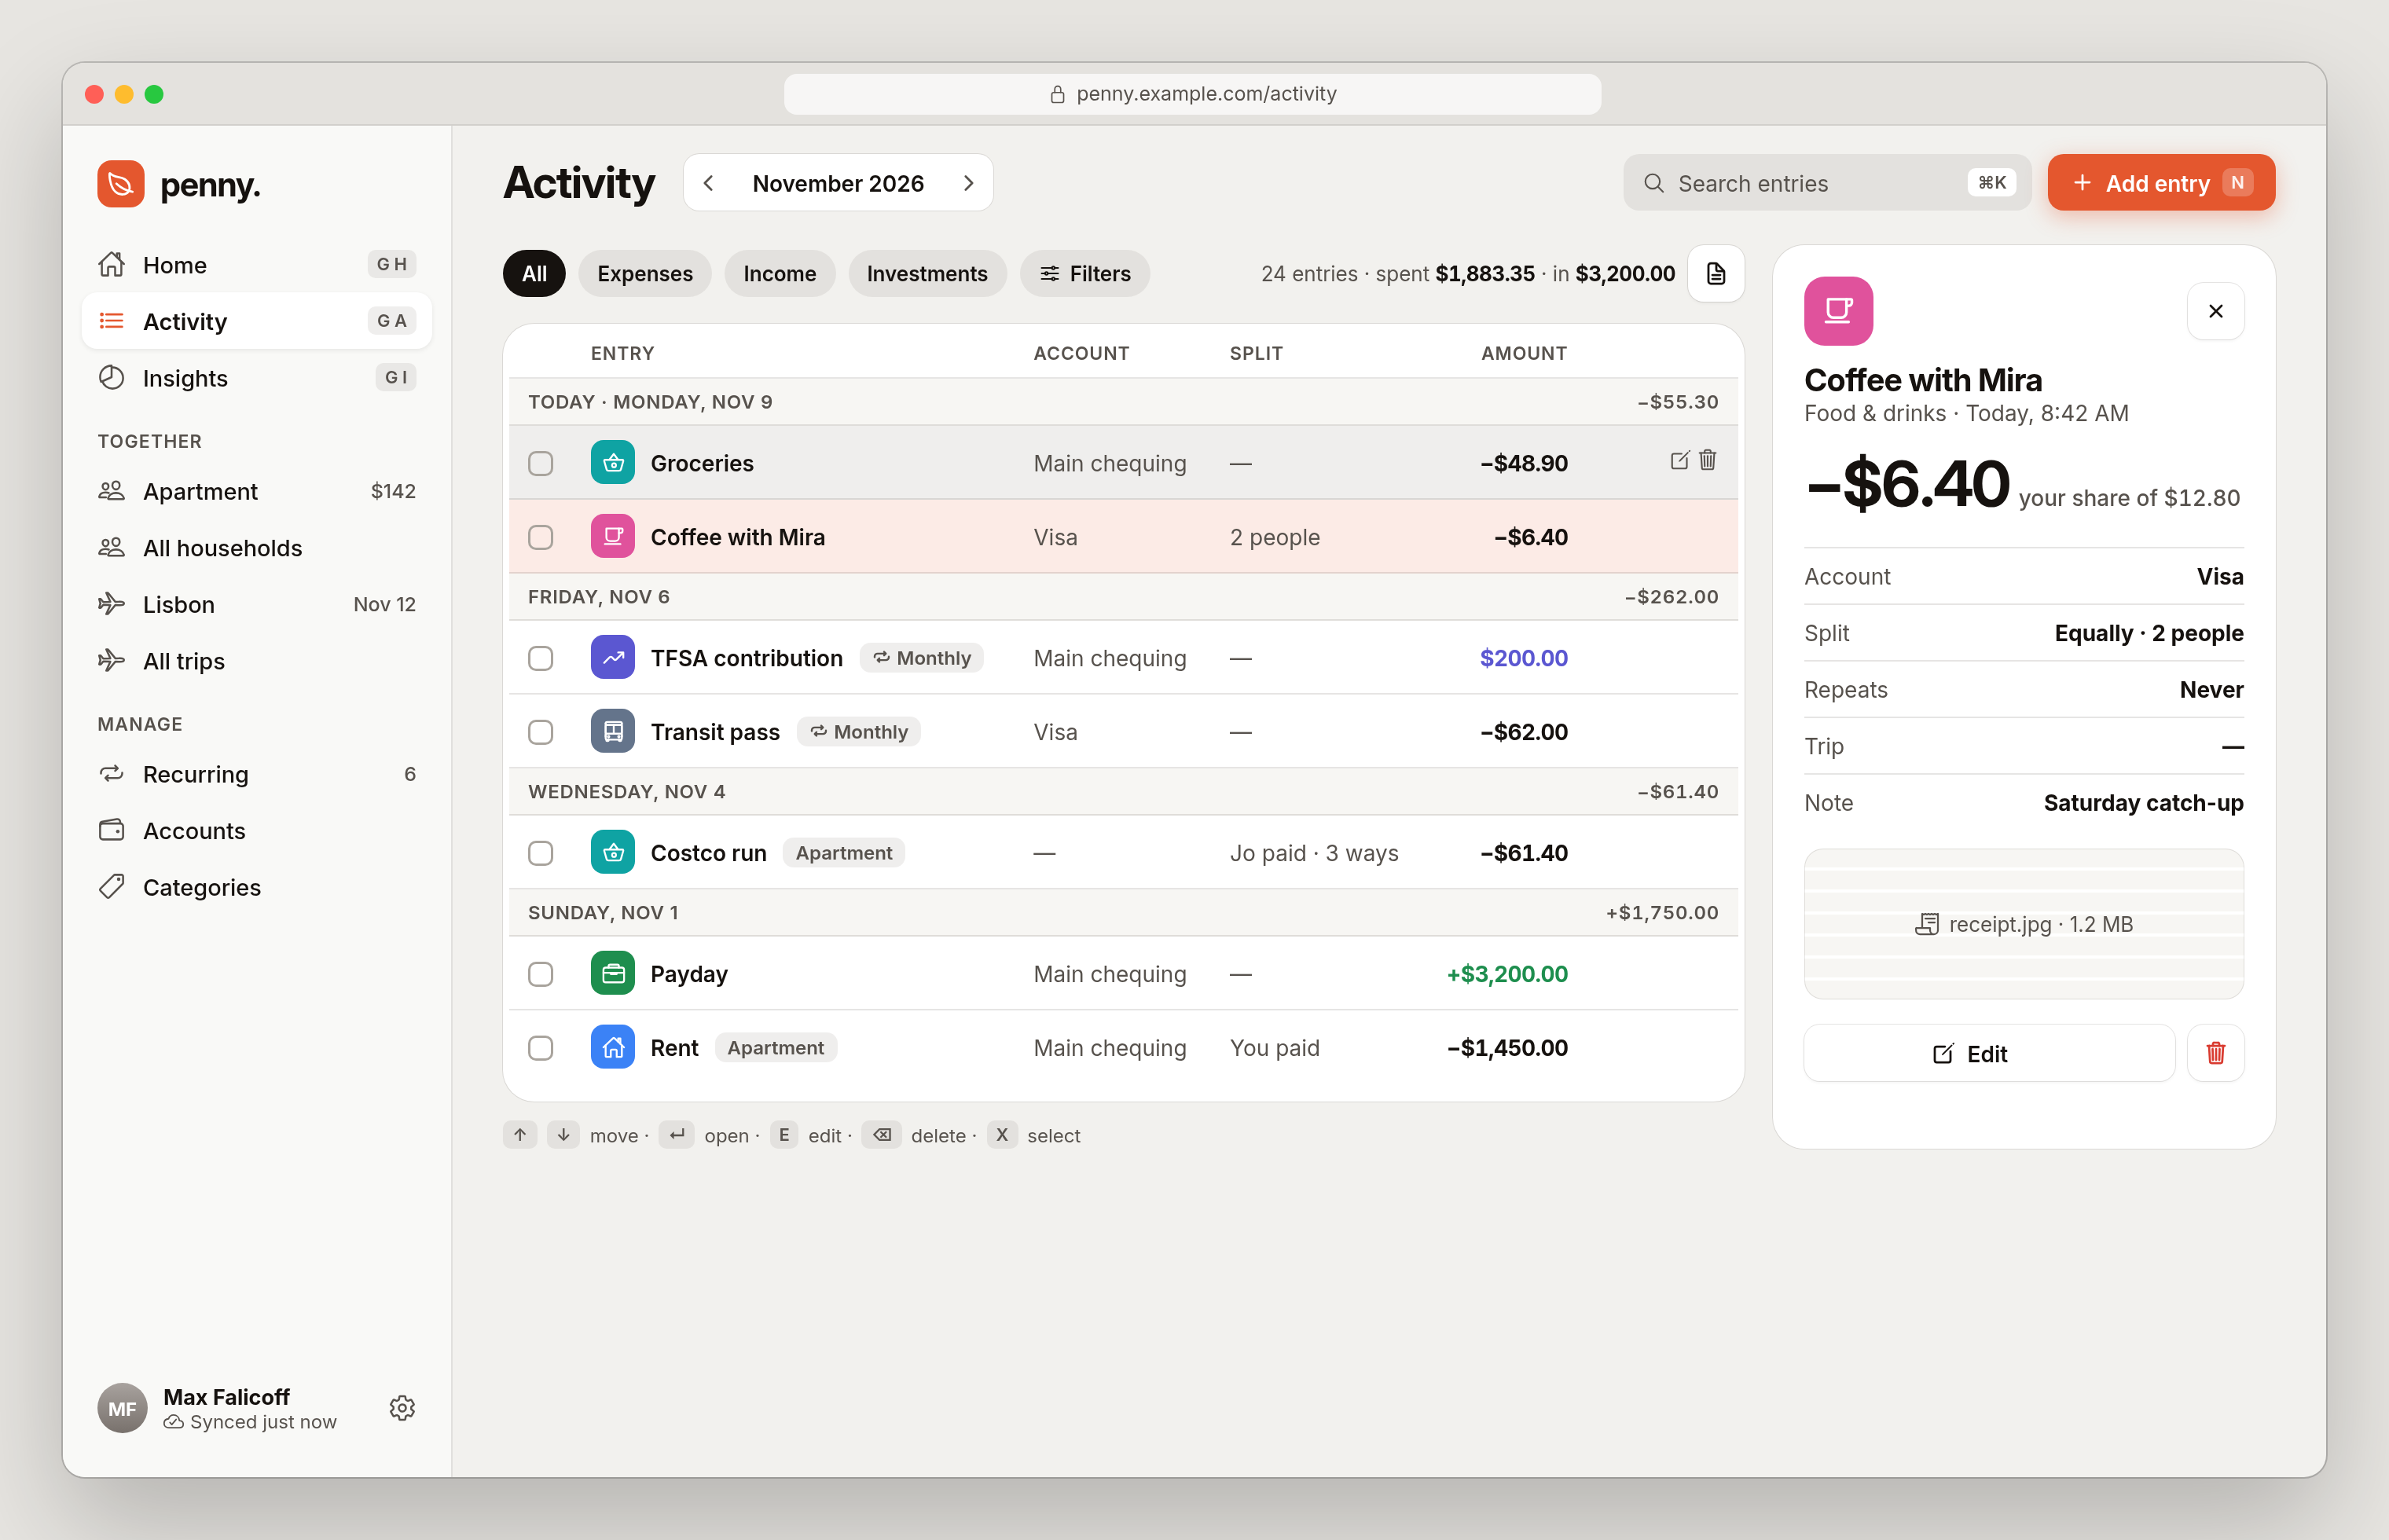 penny.example.com/activity
penny.
Home G H
Activity G A
Insights G I
TOGETHER
Apartment $142
All households
Lisbon Nov 12
All trips
MANAGE
Recurring 6
Accounts
Categories
MF Max Falicoff
Synced just now
Activity November 2026 Search entries ⌘K + Add entry N
All Expenses Income Investments Filters 24 entries · spent $1,883.35 · in $3,200.00
ENTRY ACCOUNT SPLIT AMOUNT
TODAY · MONDAY, NOV 9 −$55.30
Groceries Main chequing — −$48.90
Coffee with Mira Visa 2 people −$6.40
FRIDAY, NOV 6 −$262.00
TFSA contribution Monthly Main chequing — $200.00
Transit pass Monthly Visa — −$62.00
WEDNESDAY, NOV 4 −$61.40
Costco run Apartment — Jo paid · 3 ways −$61.40
SUNDAY, NOV 1 +$1,750.00
Payday Main chequing — +$3,200.00
Rent Apartment Main chequing You paid −$1,450.00
↑ ↓ move · ↵ open · E edit · ⌫ delete · X select
Coffee with Mira
Food & drinks · Today, 8:42 AM
−$6.40 your share of $12.80
Account Visa
Split Equally · 2 people
Repeats Never
Trip —
Note Saturday catch-up
receipt.jpg · 1.2 MB
Edit